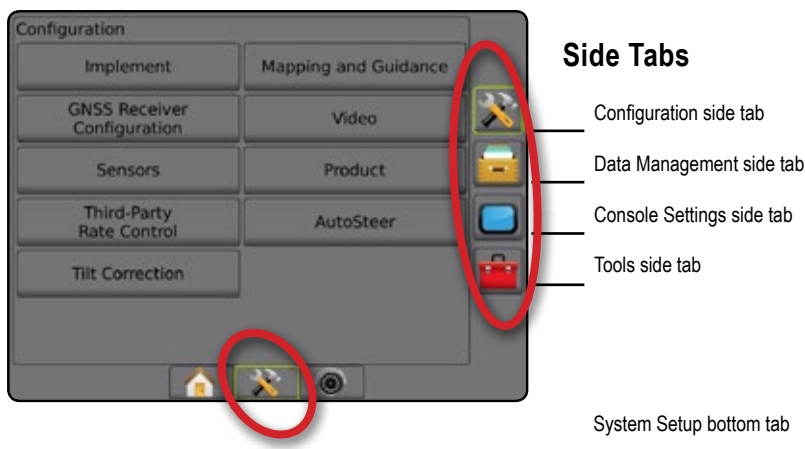 Configuration
Implement
Mapping and Guidance
GNSS Receiver
Configuration
Video
Sensors
Product
Third-Party
Rate Control
AutoSteer
Tilt Correction
Side Tabs
Configuration side tab
Data Management side tab
Console Settings side tab
Tools side tab
System Setup bottom tab